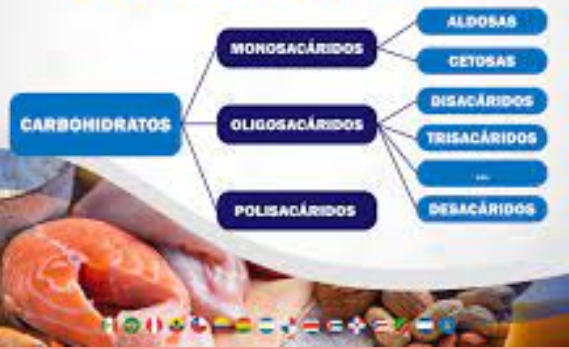 CARBOHIDRATOS
MONOSACÁRIDOS
ALDOSAS
CETOSAS
OLIGOSACÁRIDOS
DISACÁRIDOS
TRISACÁRIDOS
...
DESACÁRIDOS
POLISACÁRIDOS